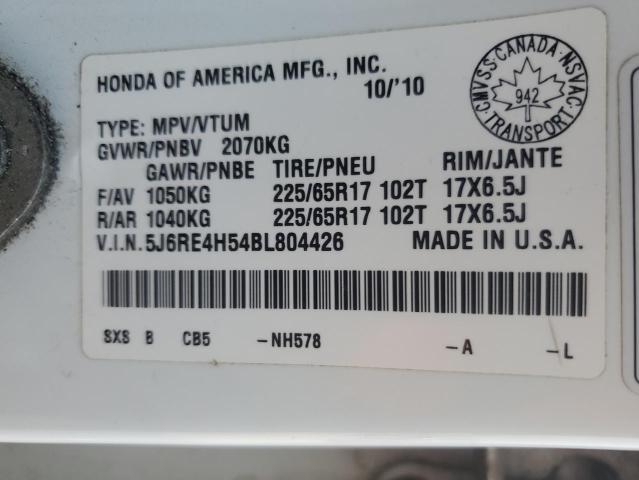 HONDA OF AMERICA MFG., INC.
10/'10
CMVSS·CANADA·NSVAC
942
TRANSPORT
TYPE: MPV/VTUM
GVWR/PNBV 2070KG
GAWR/PNBE TIRE/PNEU RIM/JANTE
F/AV 1050KG 225/65R17 102T 17X6.5J
R/AR 1040KG 225/65R17 102T 17X6.5J
V.I.N. 5J6RE4H54BL804426 MADE IN U.S.A.
SXS B CB5 -NH578 -A -L